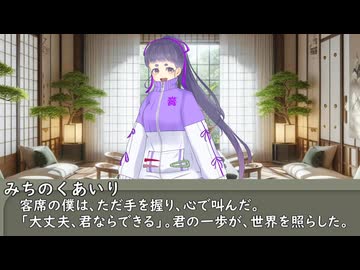 みちのくあいり
客席の僕は、ただ手を握り、心で叫んだ。
「大丈夫、君ならできる」。君の一歩が、世界を照らした。